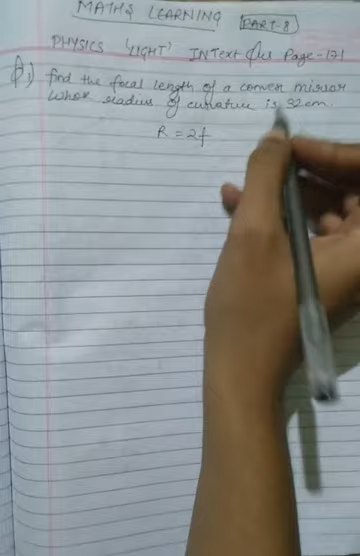 MATHS LEARNING PART-8
PHYSICS 'LIGHT' INText Que Page-171
Q.1) find the focal length of a convex mirror
whose radius of curvature is 32cm.
R = 2f